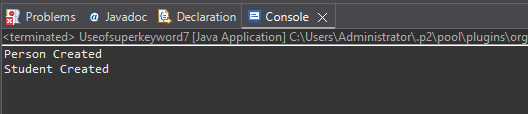 Problems @ Javadoc Declaration Console
<terminated> Useofsuperkeyword7 [Java Application] C:\Users\Administrator\.p2\pool\plugins\org
Person Created
Student Created